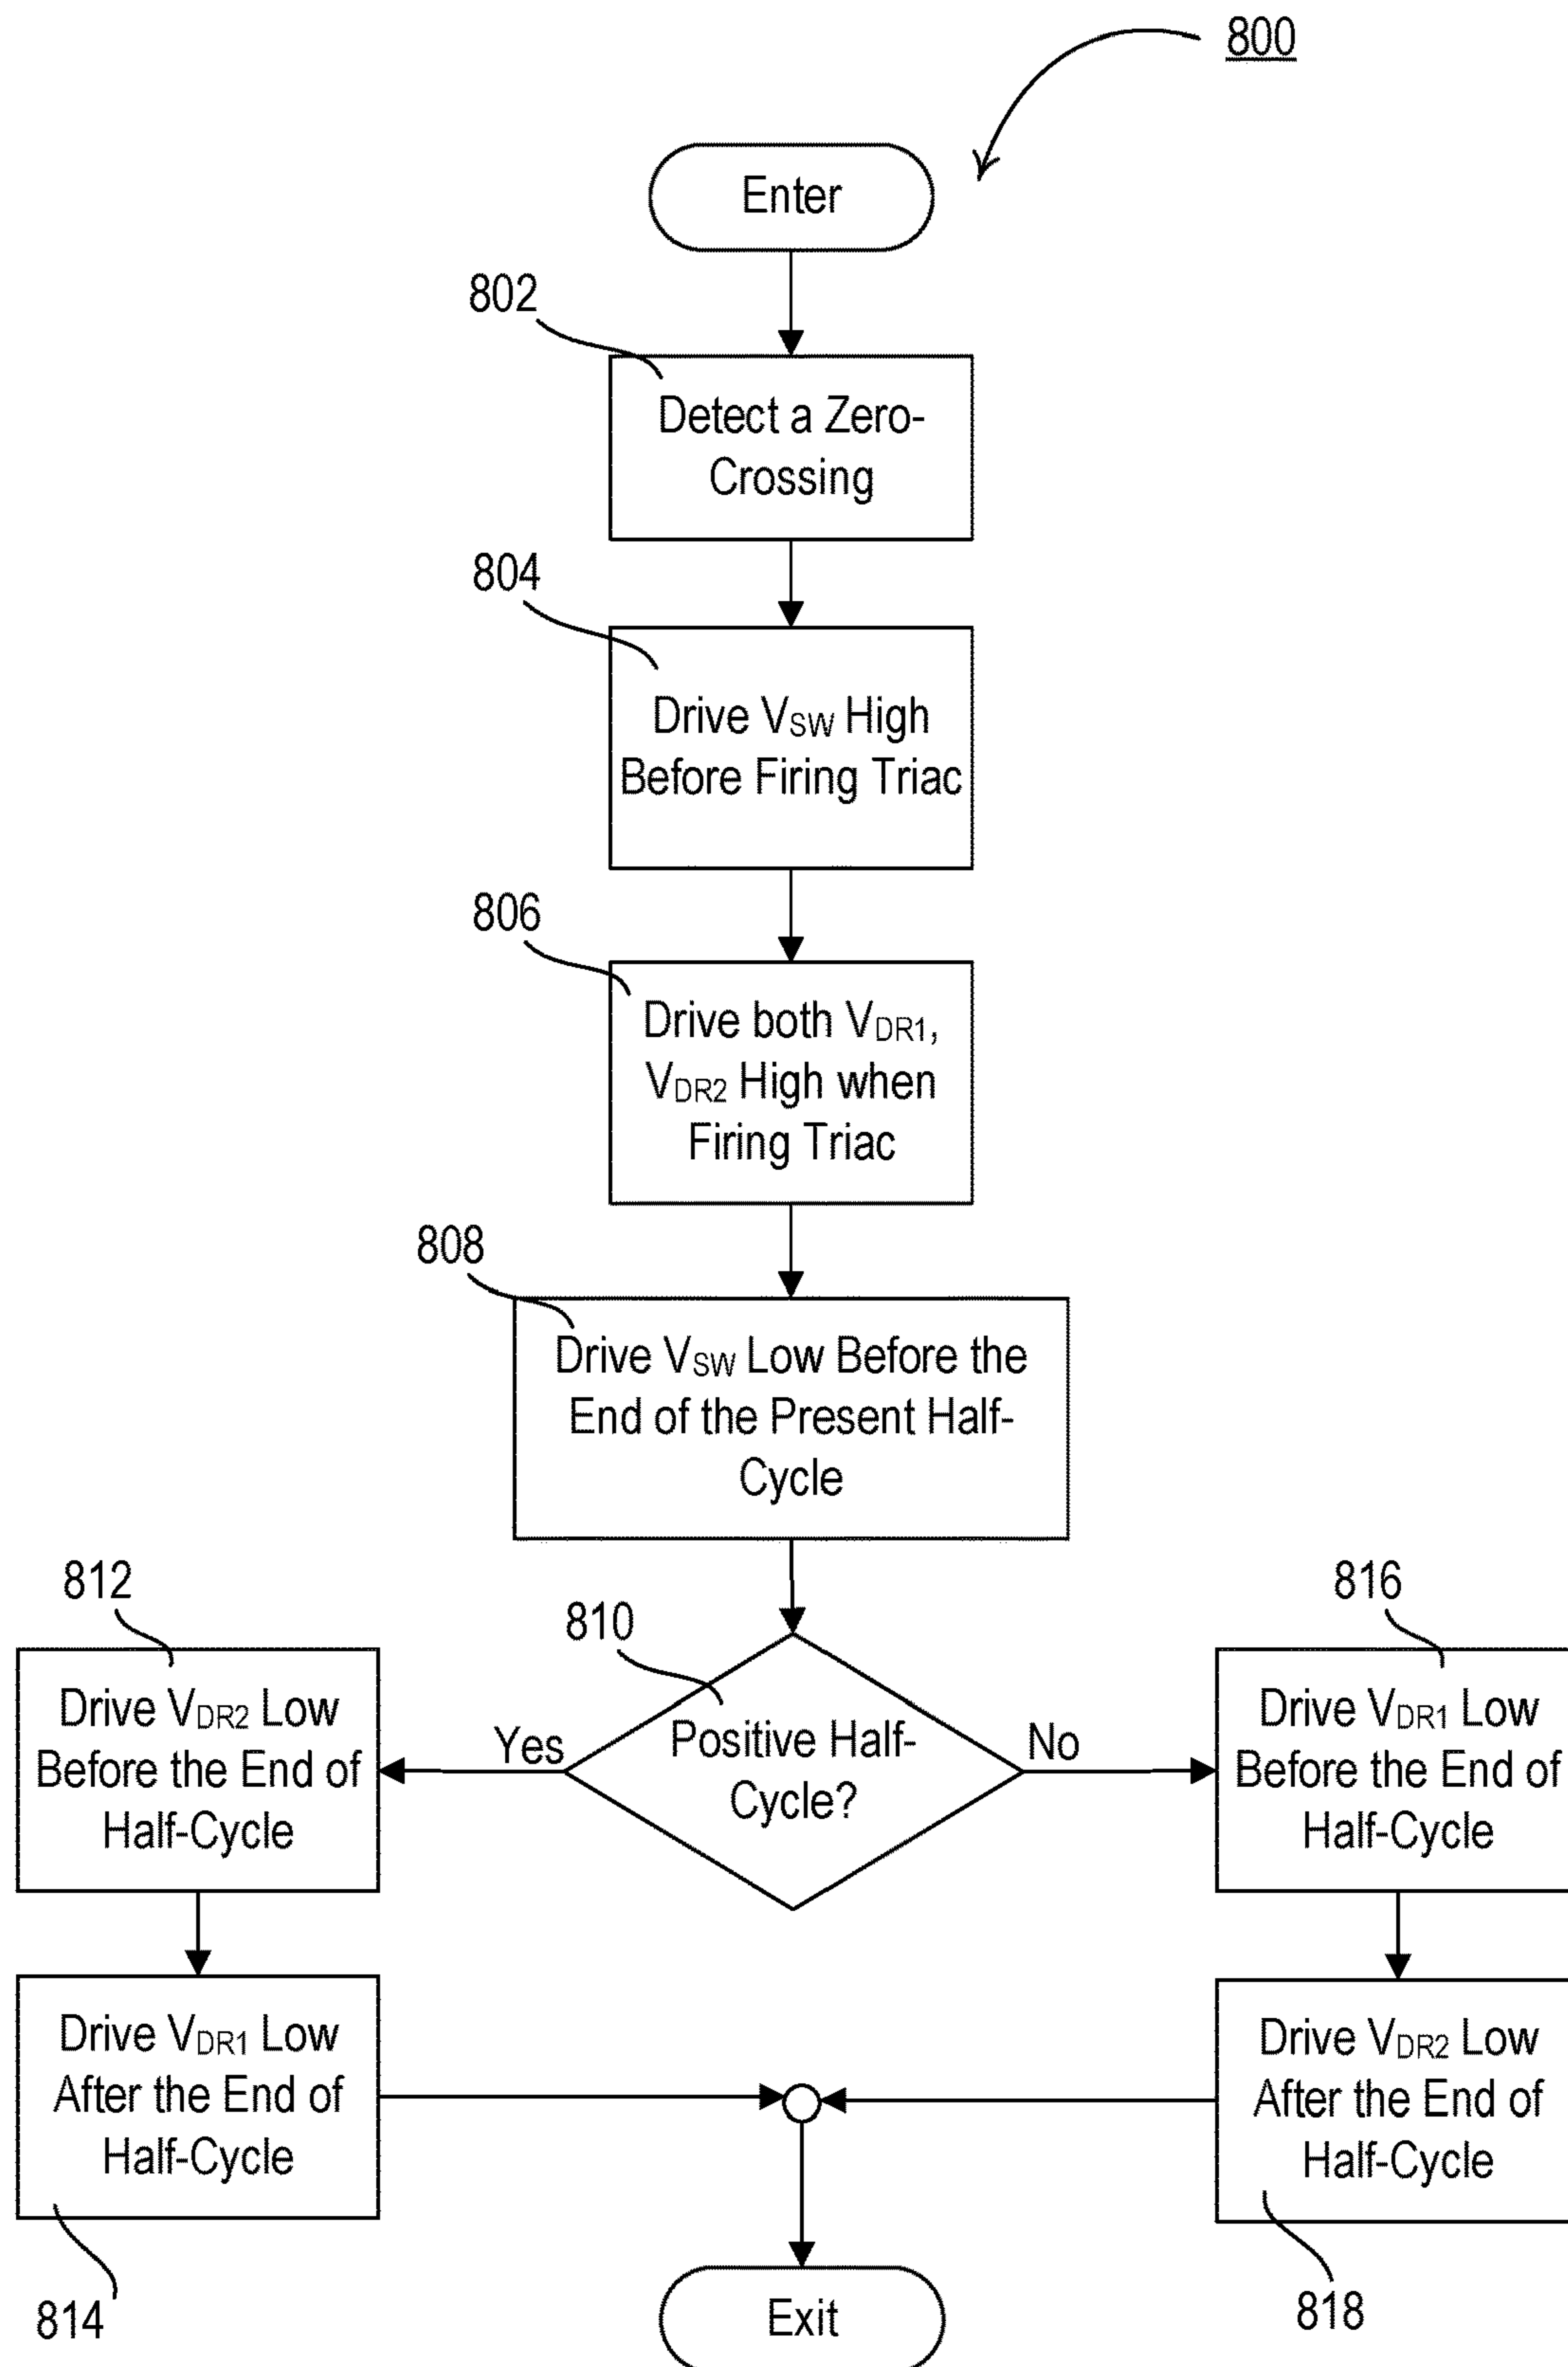 800
Enter
802
Detect a Zero-
Crossing
804
Drive VSW High
Before Firing Triac
806
Drive both VDR1,
VDR2 High when
Firing Triac
808
Drive VSW Low Before the
End of the Present Half-
Cycle
810
Positive Half-
Cycle?
Yes
No
812
Drive VDR2 Low
Before the End of
Half-Cycle
814
Drive VDR1 Low
After the End of
Half-Cycle
816
Drive VDR1 Low
Before the End of
Half-Cycle
818
Drive VDR2 Low
After the End of
Half-Cycle
Exit